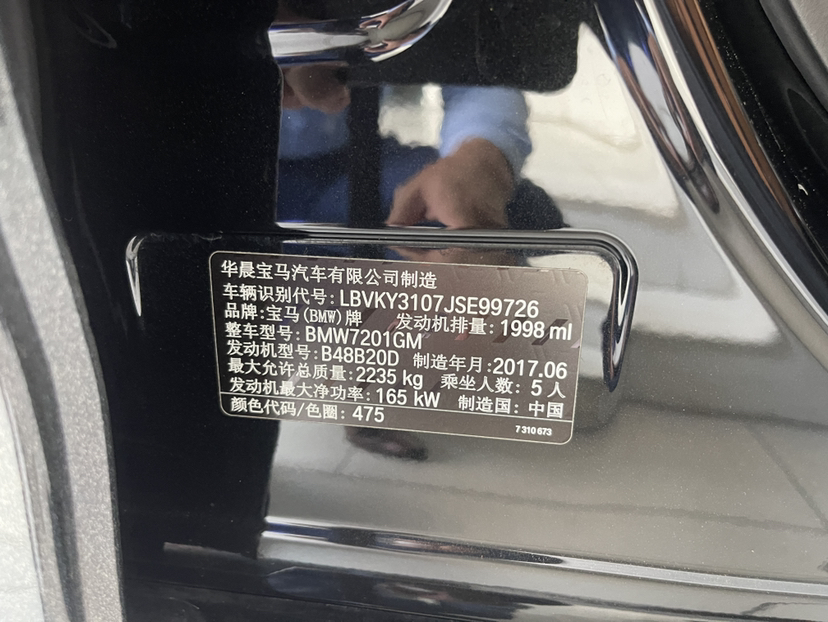 华晨宝马汽车有限公司制造
车辆识别代号: LBVKY3107JSE99726
品牌: 宝马(BMW)牌 发动机排量: 1998 ml
整车型号: BMW7201GM
发动机型号: B48B20D 制造年月: 2017.06
最大允许总质量: 2235 kg 乘坐人数: 5人
发动机最大净功率: 165 kW 制造国: 中国
颜色代码/色圈: 475
7310673